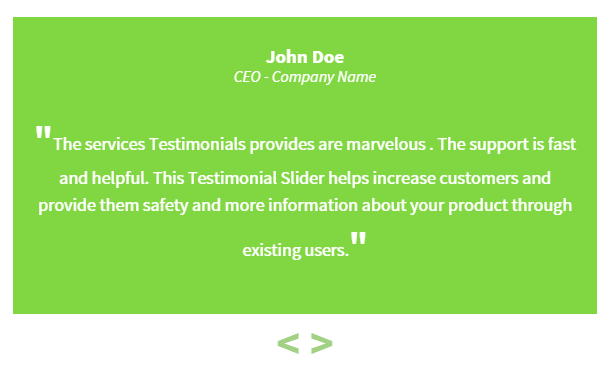 John Doe
CEO - Company Name
"The services Testimonials provides are marvelous . The support is fast
and helpful. This Testimonial Slider helps increase customers and
provide them safety and more information about your product through
existing users."
< >